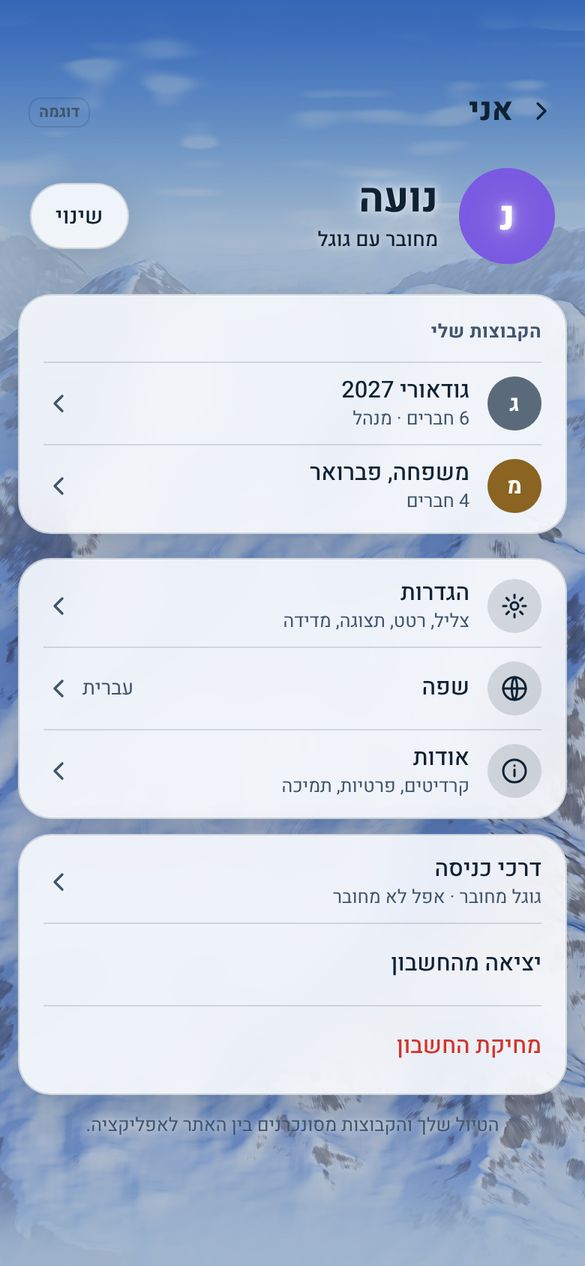 אני
דוגמה
נ
נועה
מחובר עם גוגל
שינוי
הקבוצות שלי
ג
גודאורי 2027
6 חברים · מנהל
מ
משפחה, פברואר
4 חברים
הגדרות
צליל, רטט, תצוגה, מדידה
שפה
עברית
אודות
קרדיטים, פרטיות, תמיכה
דרכי כניסה
גוגל מחובר · אפל לא מחובר
יציאה מהחשבון
מחיקת החשבון
הטיול שלך והקבוצות מסונכרנים בין האתר לאפליקציה.